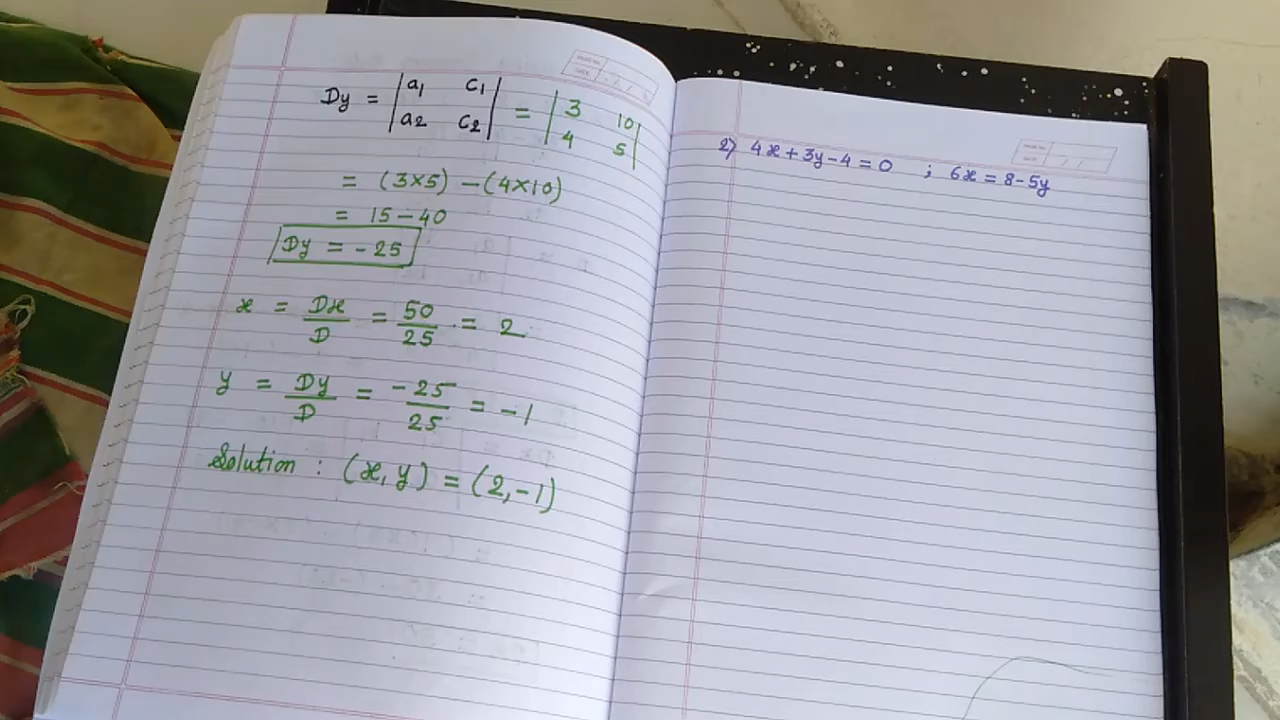 Dy = | a1 c1 | = | 3 10 |
| a2 c2 | | 4 5 |
= (3×5) - (4×10)
= 15 - 40
Dy = -25
x = Dx/D = 50/25 = 2
y = Dy/D = -25/25 = -1
Solution : (x, y) = (2, -1)
2) 4x + 3y - 4 = 0 ; 6x = 8 - 5y